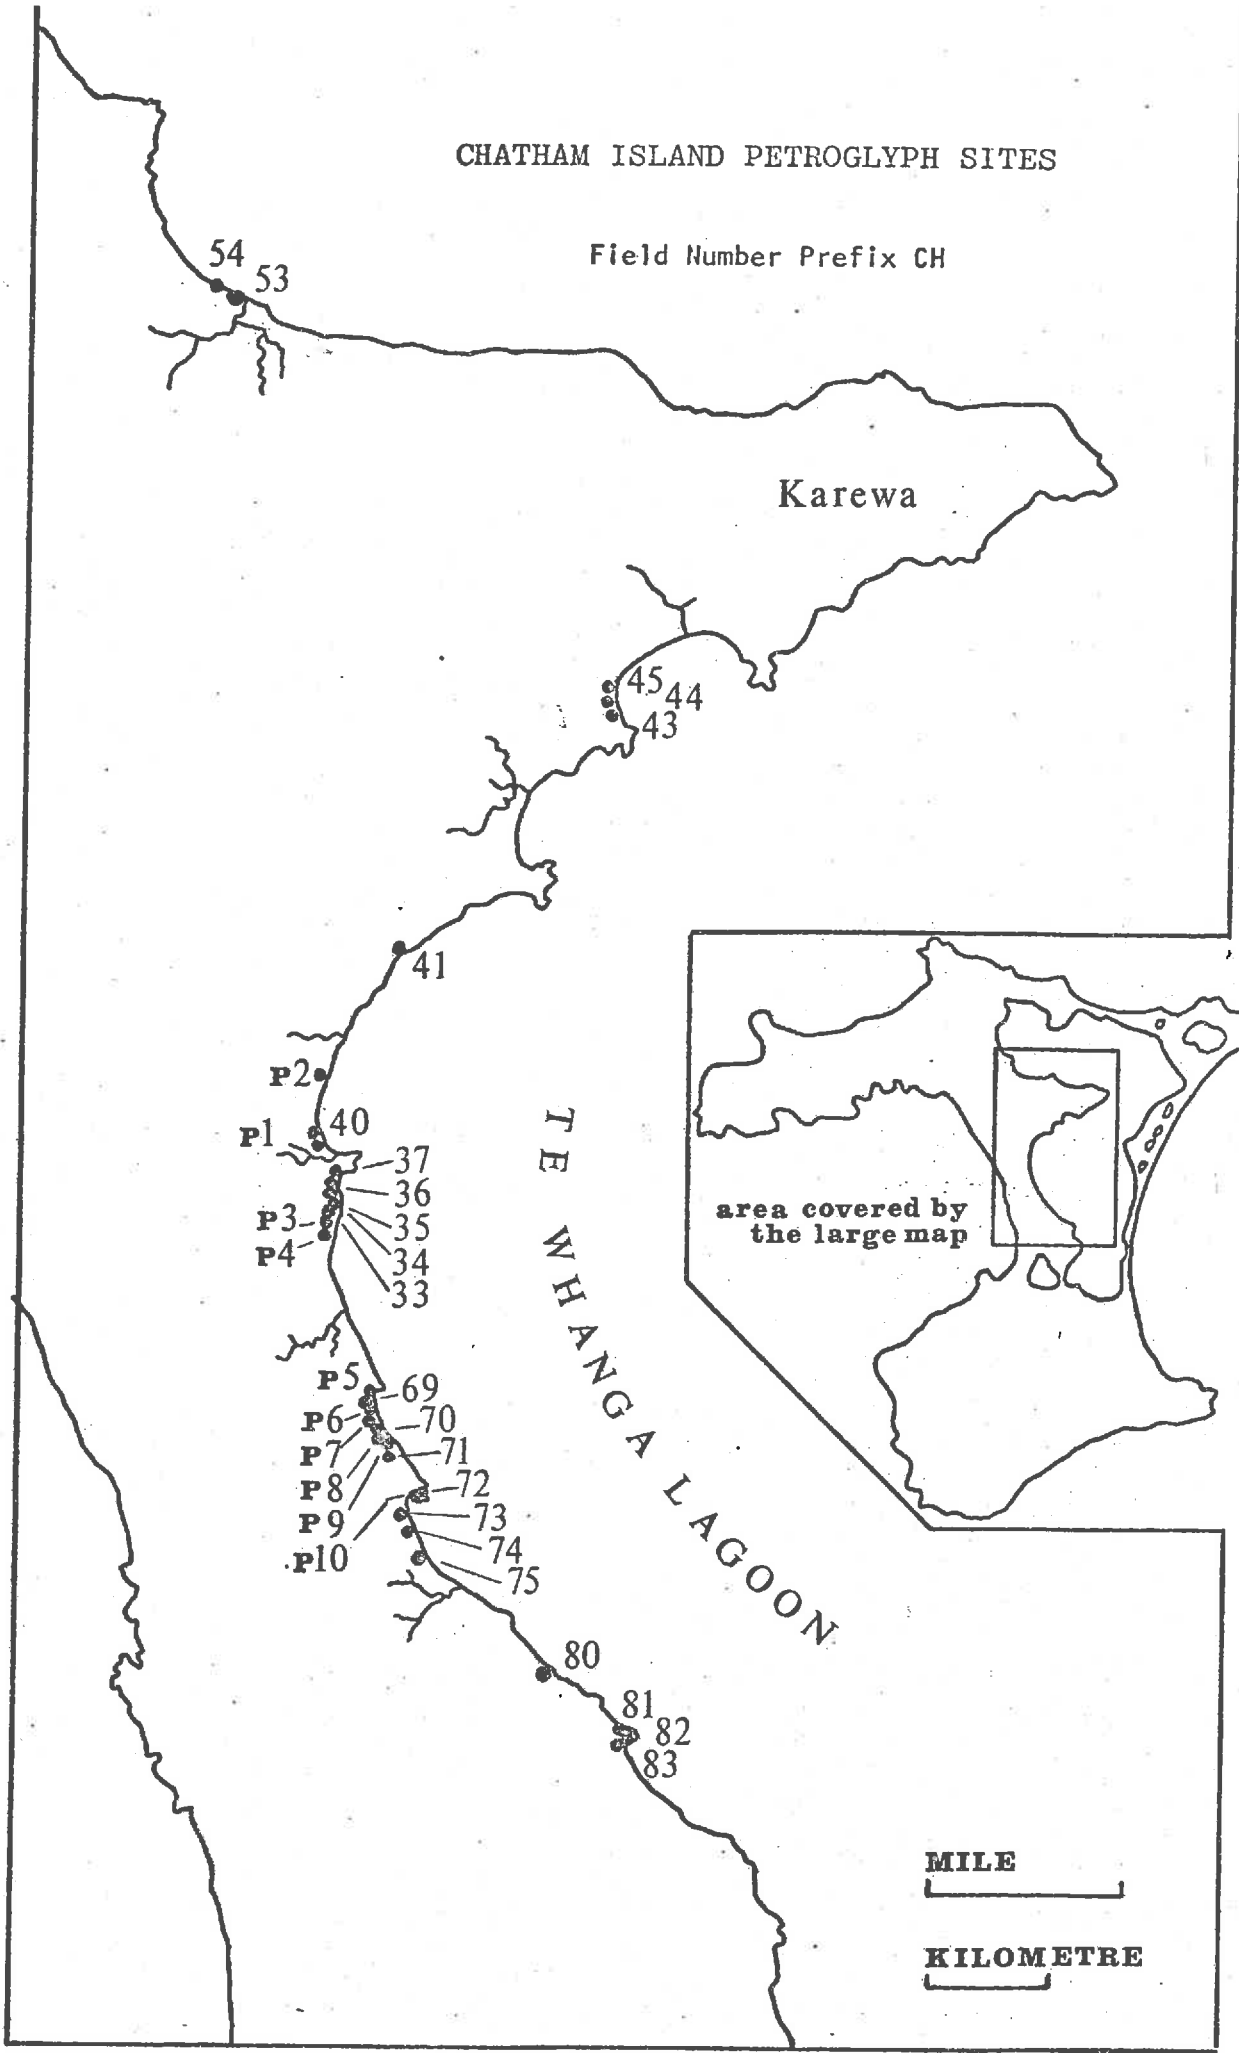 CHATHAM ISLAND PETROGLYPH SITES
Field Number Prefix CH
54
53
Karewa
45
44
43
41
P2
40
P1
37
36
P3
35
P4
34
33
TE WHANGA LAGOON
area covered by
the large map
P5
69
P6
70
P7
71
P8
72
P9
73
P10
74
75
80
81
82
83
MILE
KILOMETRE